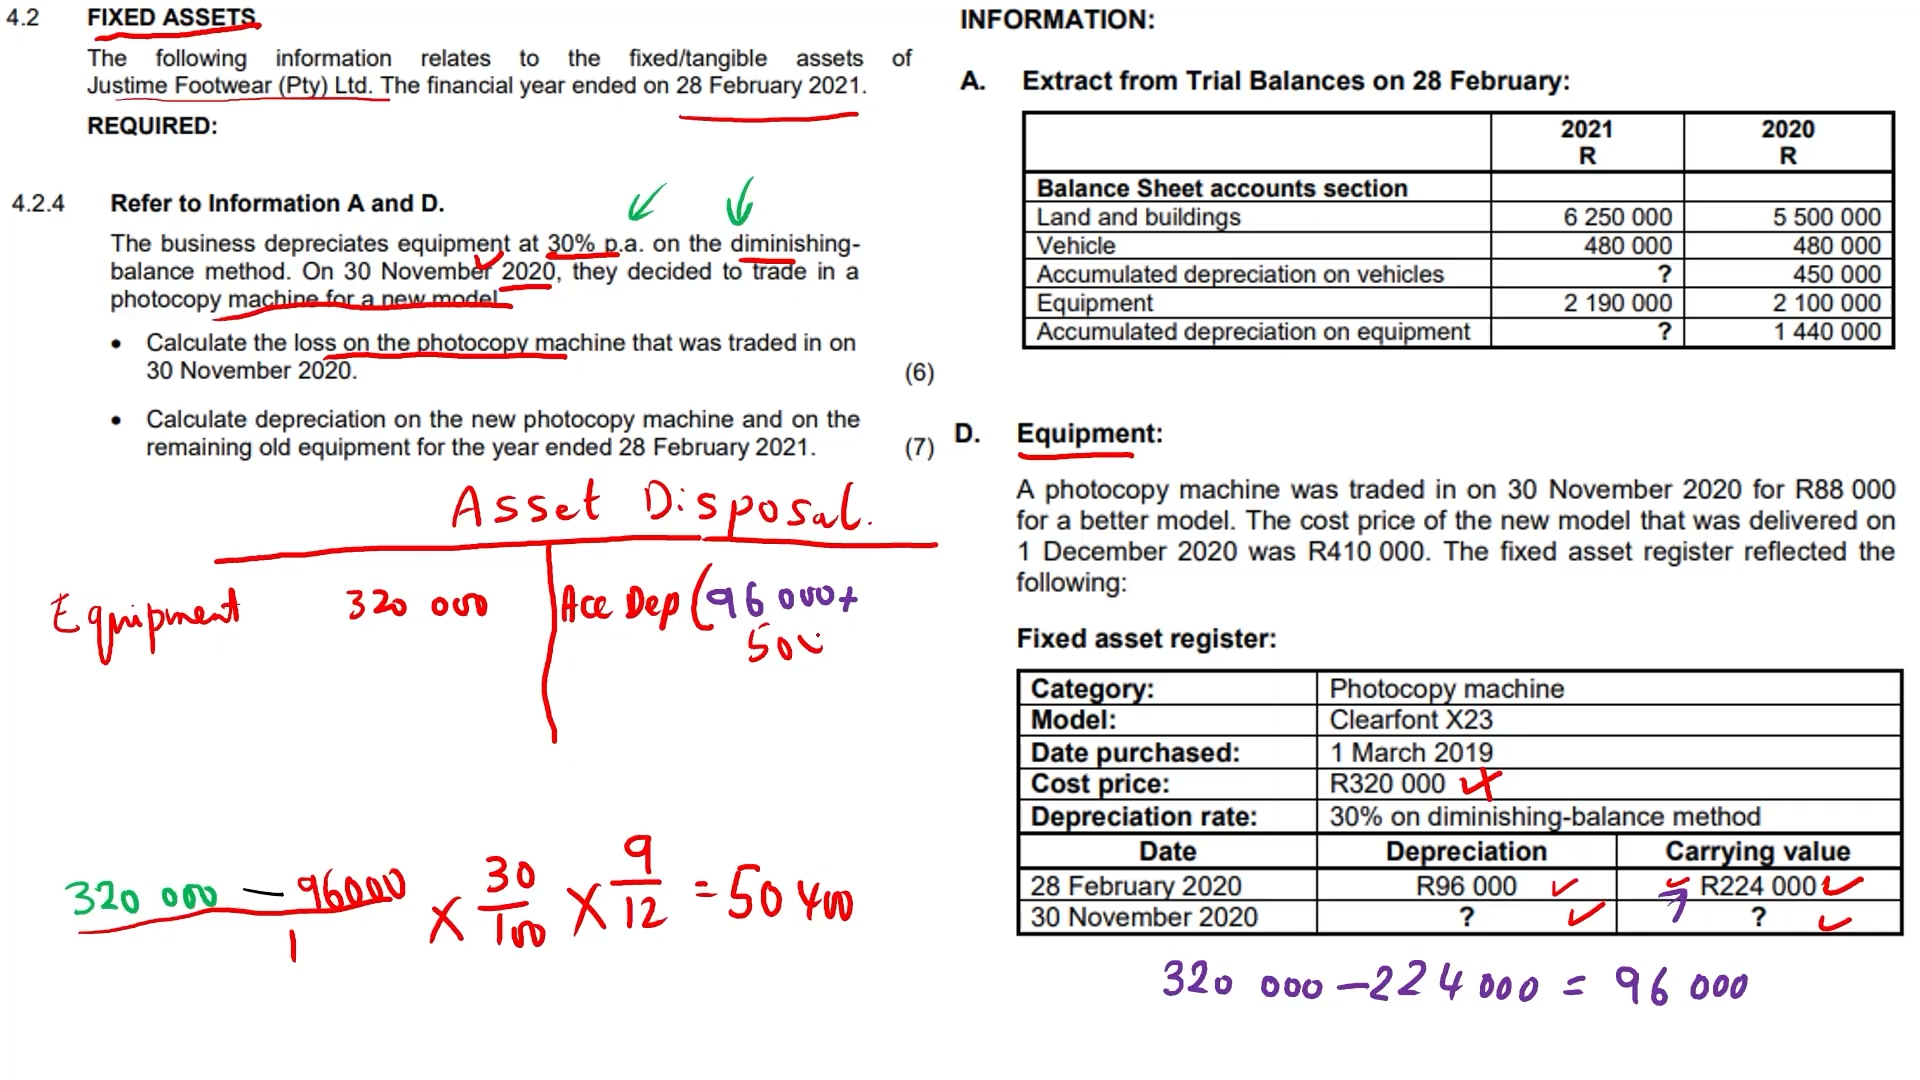 4.2 FIXED ASSETS
The following information relates to the fixed/tangible assets of
Justime Footwear (Pty) Ltd. The financial year ended on 28 February 2021.
REQUIRED:
4.2.4 Refer to Information A and D.
The business depreciates equipment at 30% p.a. on the diminishing-
balance method. On 30 November 2020, they decided to trade in a
photocopy machine for a new model.
• Calculate the loss on the photocopy machine that was traded in on
30 November 2020. (6)
• Calculate depreciation on the new photocopy machine and on the
remaining old equipment for the year ended 28 February 2021. (7)
Asset Disposal.
Equipment 320 000 Acc Dep (96 000+
50
320 000 — 96000 × 30 × 9 = 50 400
1 100 12
INFORMATION:
A. Extract from Trial Balances on 28 February:
2021 2020
R R
Balance Sheet accounts section
Land and buildings 6 250 000 5 500 000
Vehicle 480 000 480 000
Accumulated depreciation on vehicles ? 450 000
Equipment 2 190 000 2 100 000
Accumulated depreciation on equipment ? 1 440 000
D. Equipment:
A photocopy machine was traded in on 30 November 2020 for R88 000
for a better model. The cost price of the new model that was delivered on
1 December 2020 was R410 000. The fixed asset register reflected the
following:
Fixed asset register:
Category: Photocopy machine
Model: Clearfont X23
Date purchased: 1 March 2019
Cost price: R320 000
Depreciation rate: 30% on diminishing-balance method
Date Depreciation Carrying value
28 February 2020 R96 000 R224 000
30 November 2020 ? ?
320 000 – 224 000 = 96 000